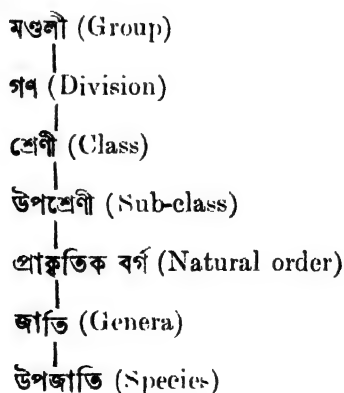 মণ্ডলী (Group)
গণ (Division)
শ্রেণী (Class)
উপশ্রেণী (Sub-class)
প্রাকৃতিক বর্গ (Natural order)
জাতি (Genera)
উপজাতি (Species)